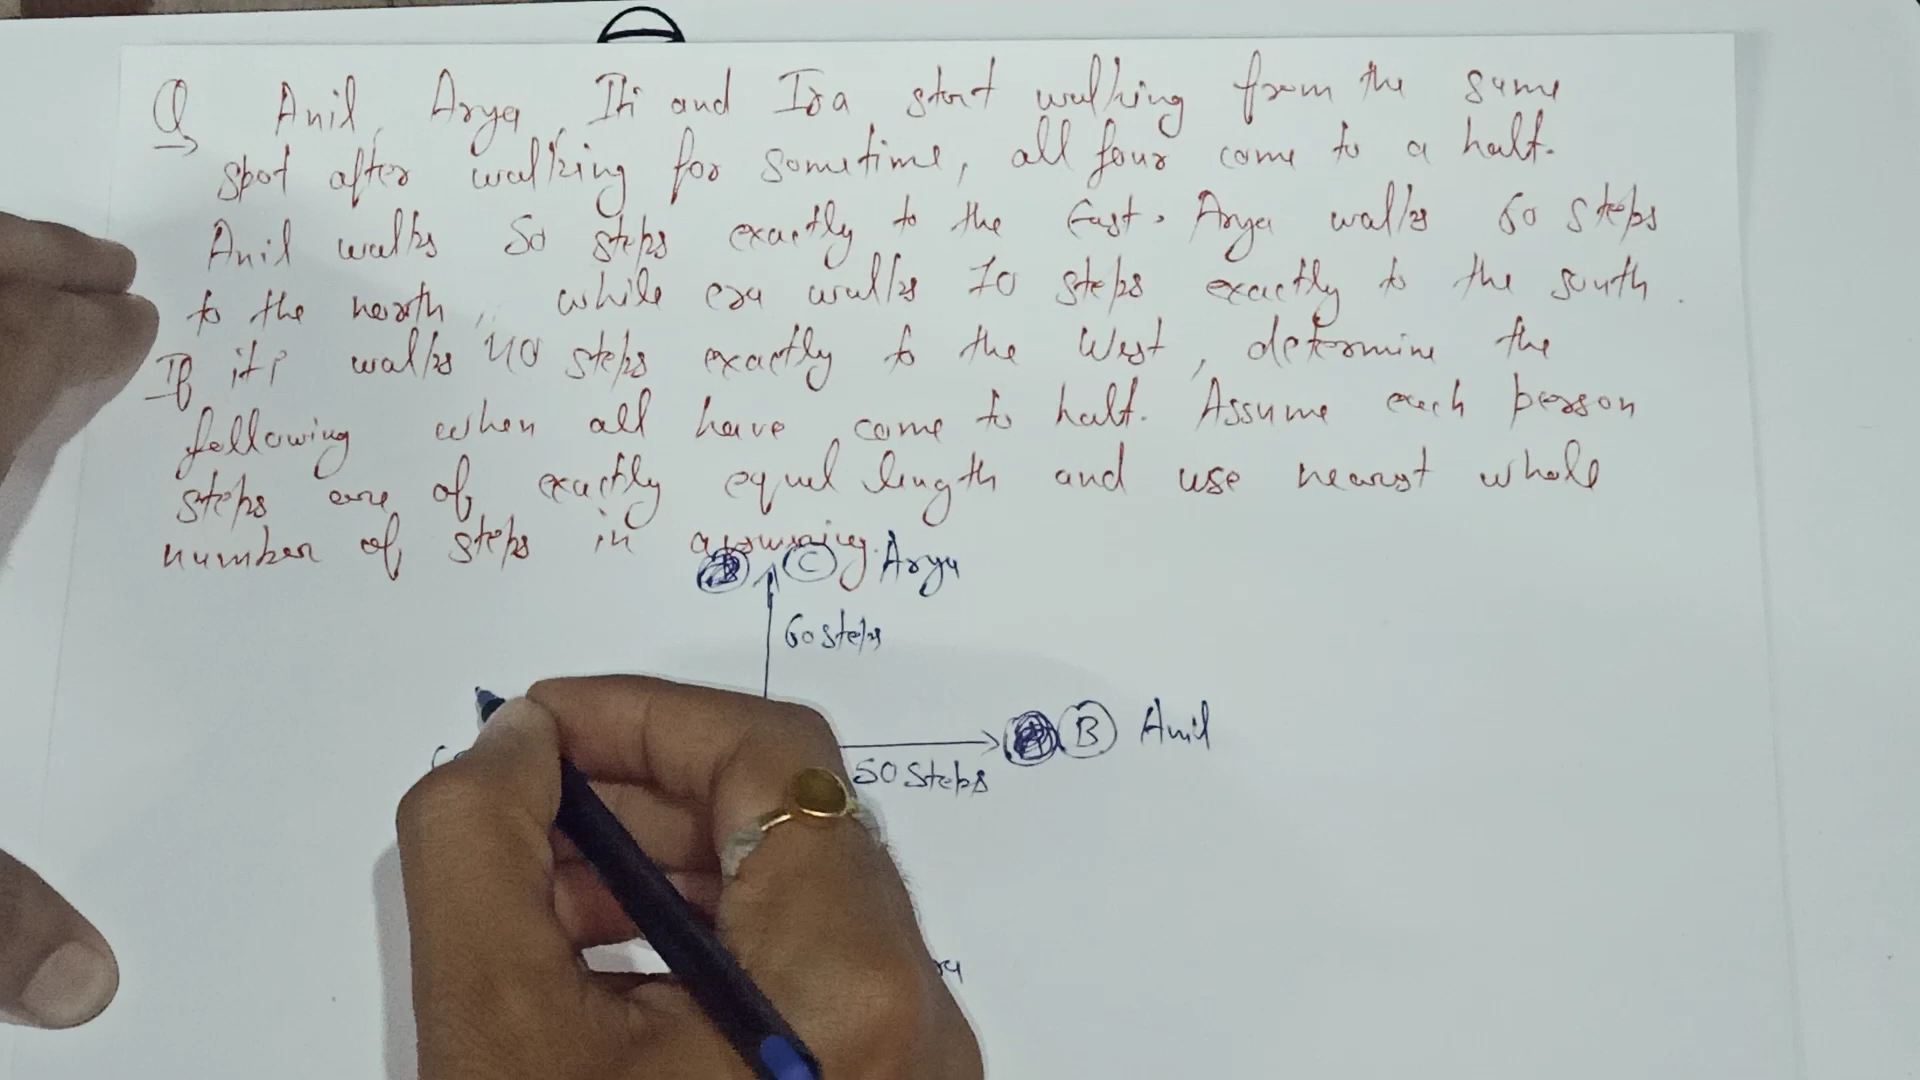 Q Anil, Arya, Iti and Ira start walking from the same
spot after walking for sometime, all four come to a halt.
Anil walks 50 steps exactly to the East. Arya walks 60 steps
to the north, while era walks 70 steps exactly to the south.
If iti walks 40 steps exactly to the West, determine the
following when all have come to halt. Assume each person
steps are of exactly equal length and use nearest whole
number of steps in
C Arya
60 steps
B Anil
50 Steps